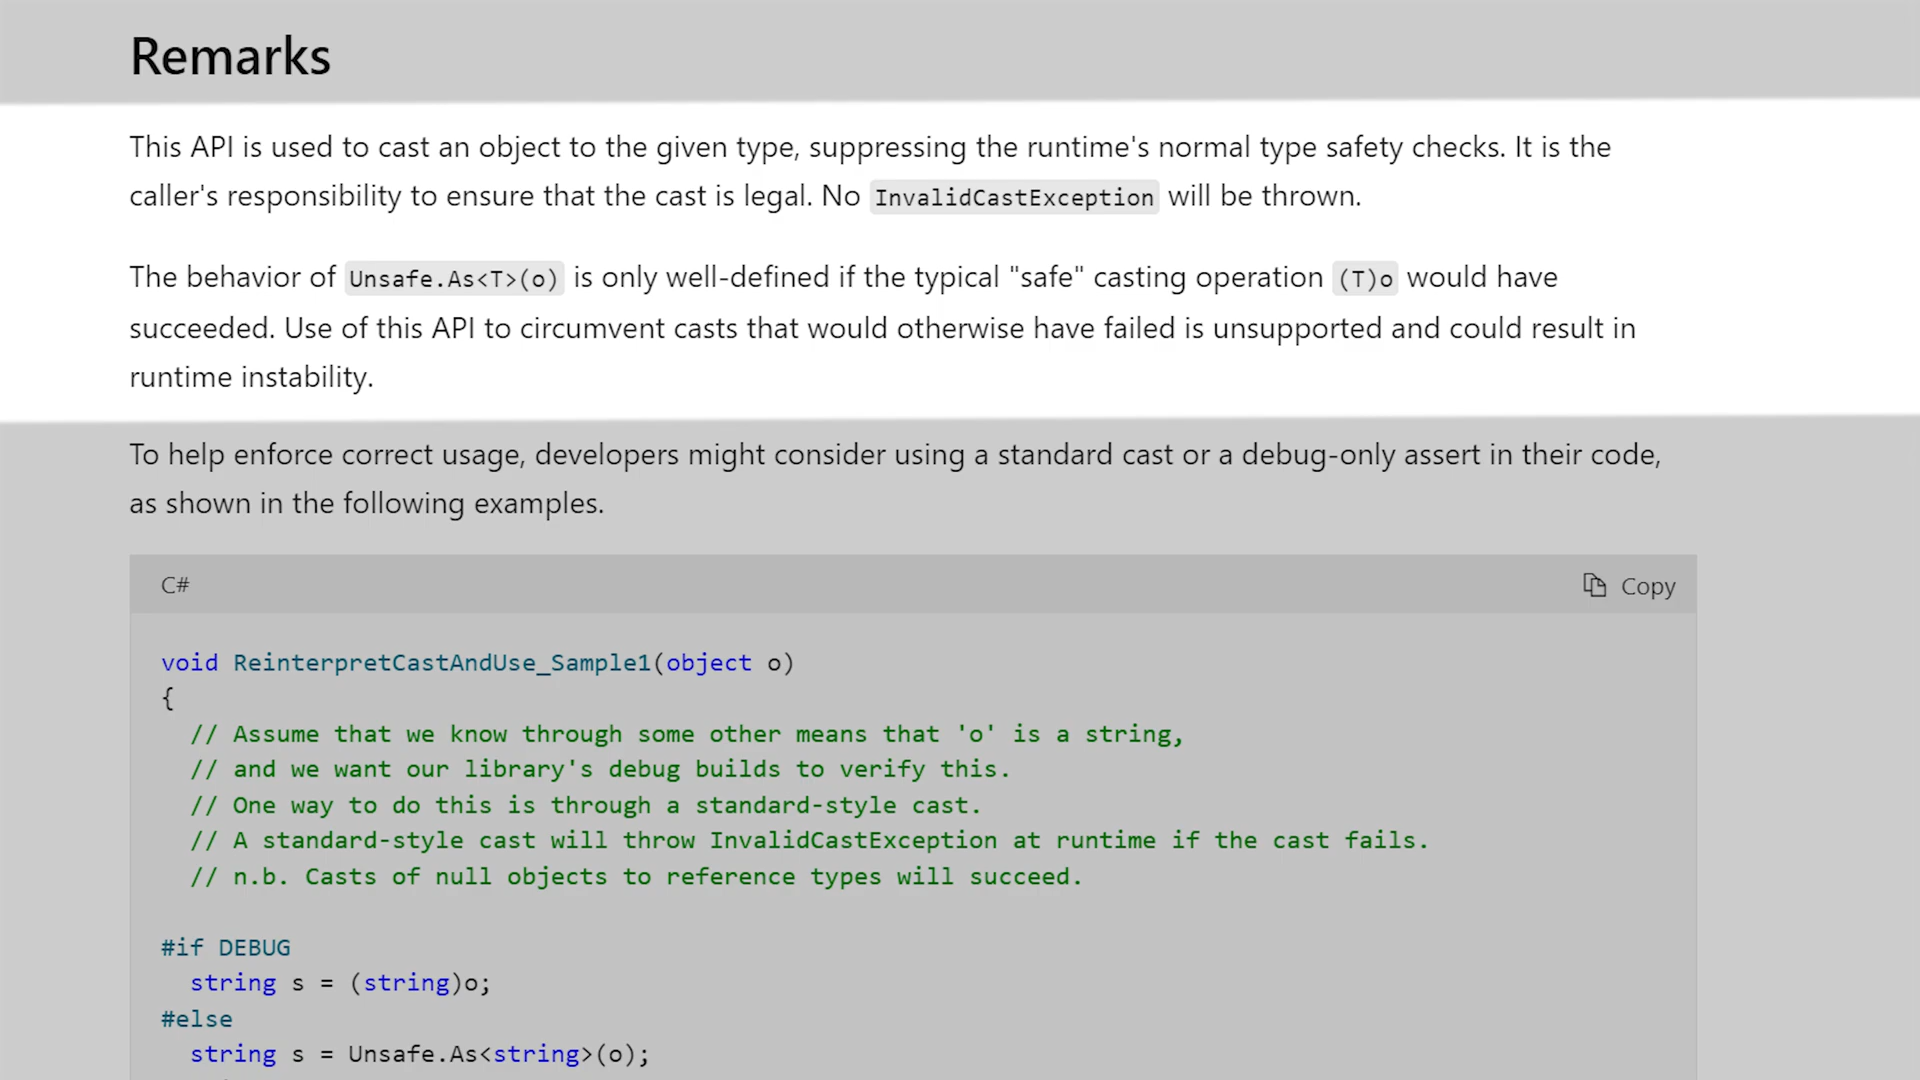 Remarks
This API is used to cast an object to the given type, suppressing the runtime's normal type safety checks. It is the
caller's responsibility to ensure that the cast is legal. No InvalidCastException will be thrown.
The behavior of Unsafe.As<T>(o) is only well-defined if the typical "safe" casting operation (T)o would have
succeeded. Use of this API to circumvent casts that would otherwise have failed is unsupported and could result in
runtime instability.
To help enforce correct usage, developers might consider using a standard cast or a debug-only assert in their code,
as shown in the following examples.
C# Copy
void ReinterpretCastAndUse_Sample1(object o)
{
// Assume that we know through some other means that 'o' is a string,
// and we want our library's debug builds to verify this.
// One way to do this is through a standard-style cast.
// A standard-style cast will throw InvalidCastException at runtime if the cast fails.
// n.b. Casts of null objects to reference types will succeed.
#if DEBUG
string s = (string)o;
#else
string s = Unsafe.As<string>(o);